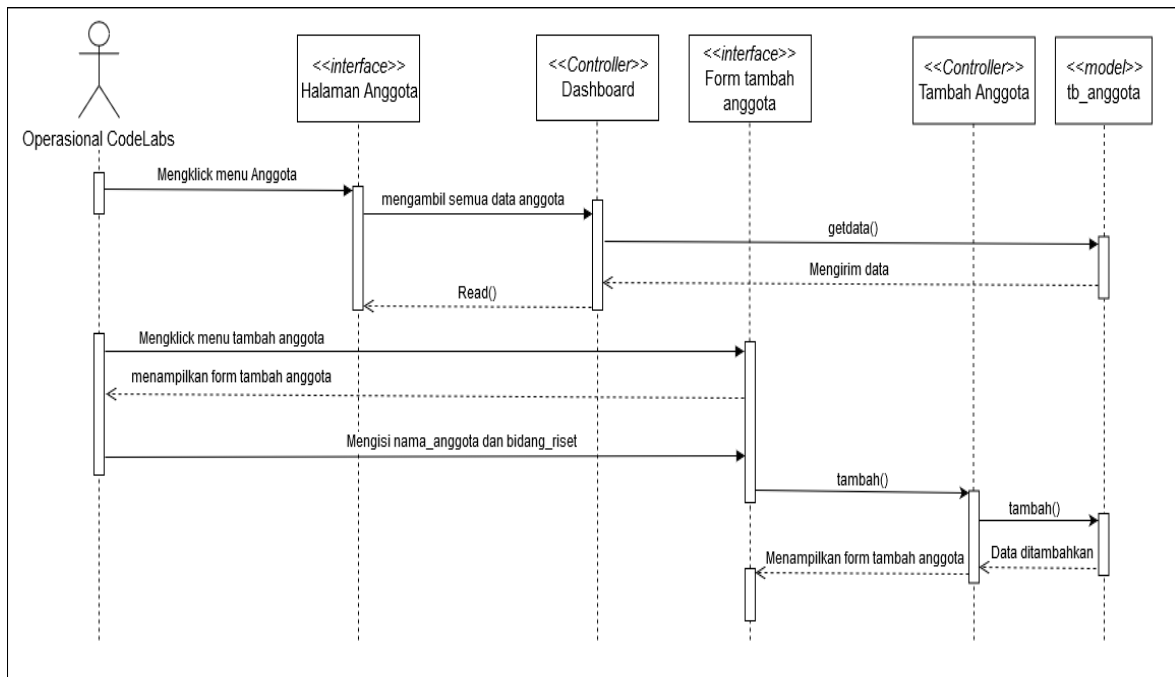 <<interface>>
Halaman Anggota
<<Controller>>
Dashboard
<<interface>>
Form tambah
anggota
<<Controller>>
Tambah Anggota
<<model>>
tb_anggota
Operasional CodeLabs
Mengklick menu Anggota
mengambil semua data anggota
getdata()
Mengirim data
Read()
Mengklick menu tambah anggota
menampilkan form tambah anggota
Mengisi nama_anggota dan bidang_riset
tambah()
tambah()
Data ditambahkan
Menampilkan form tambah anggota